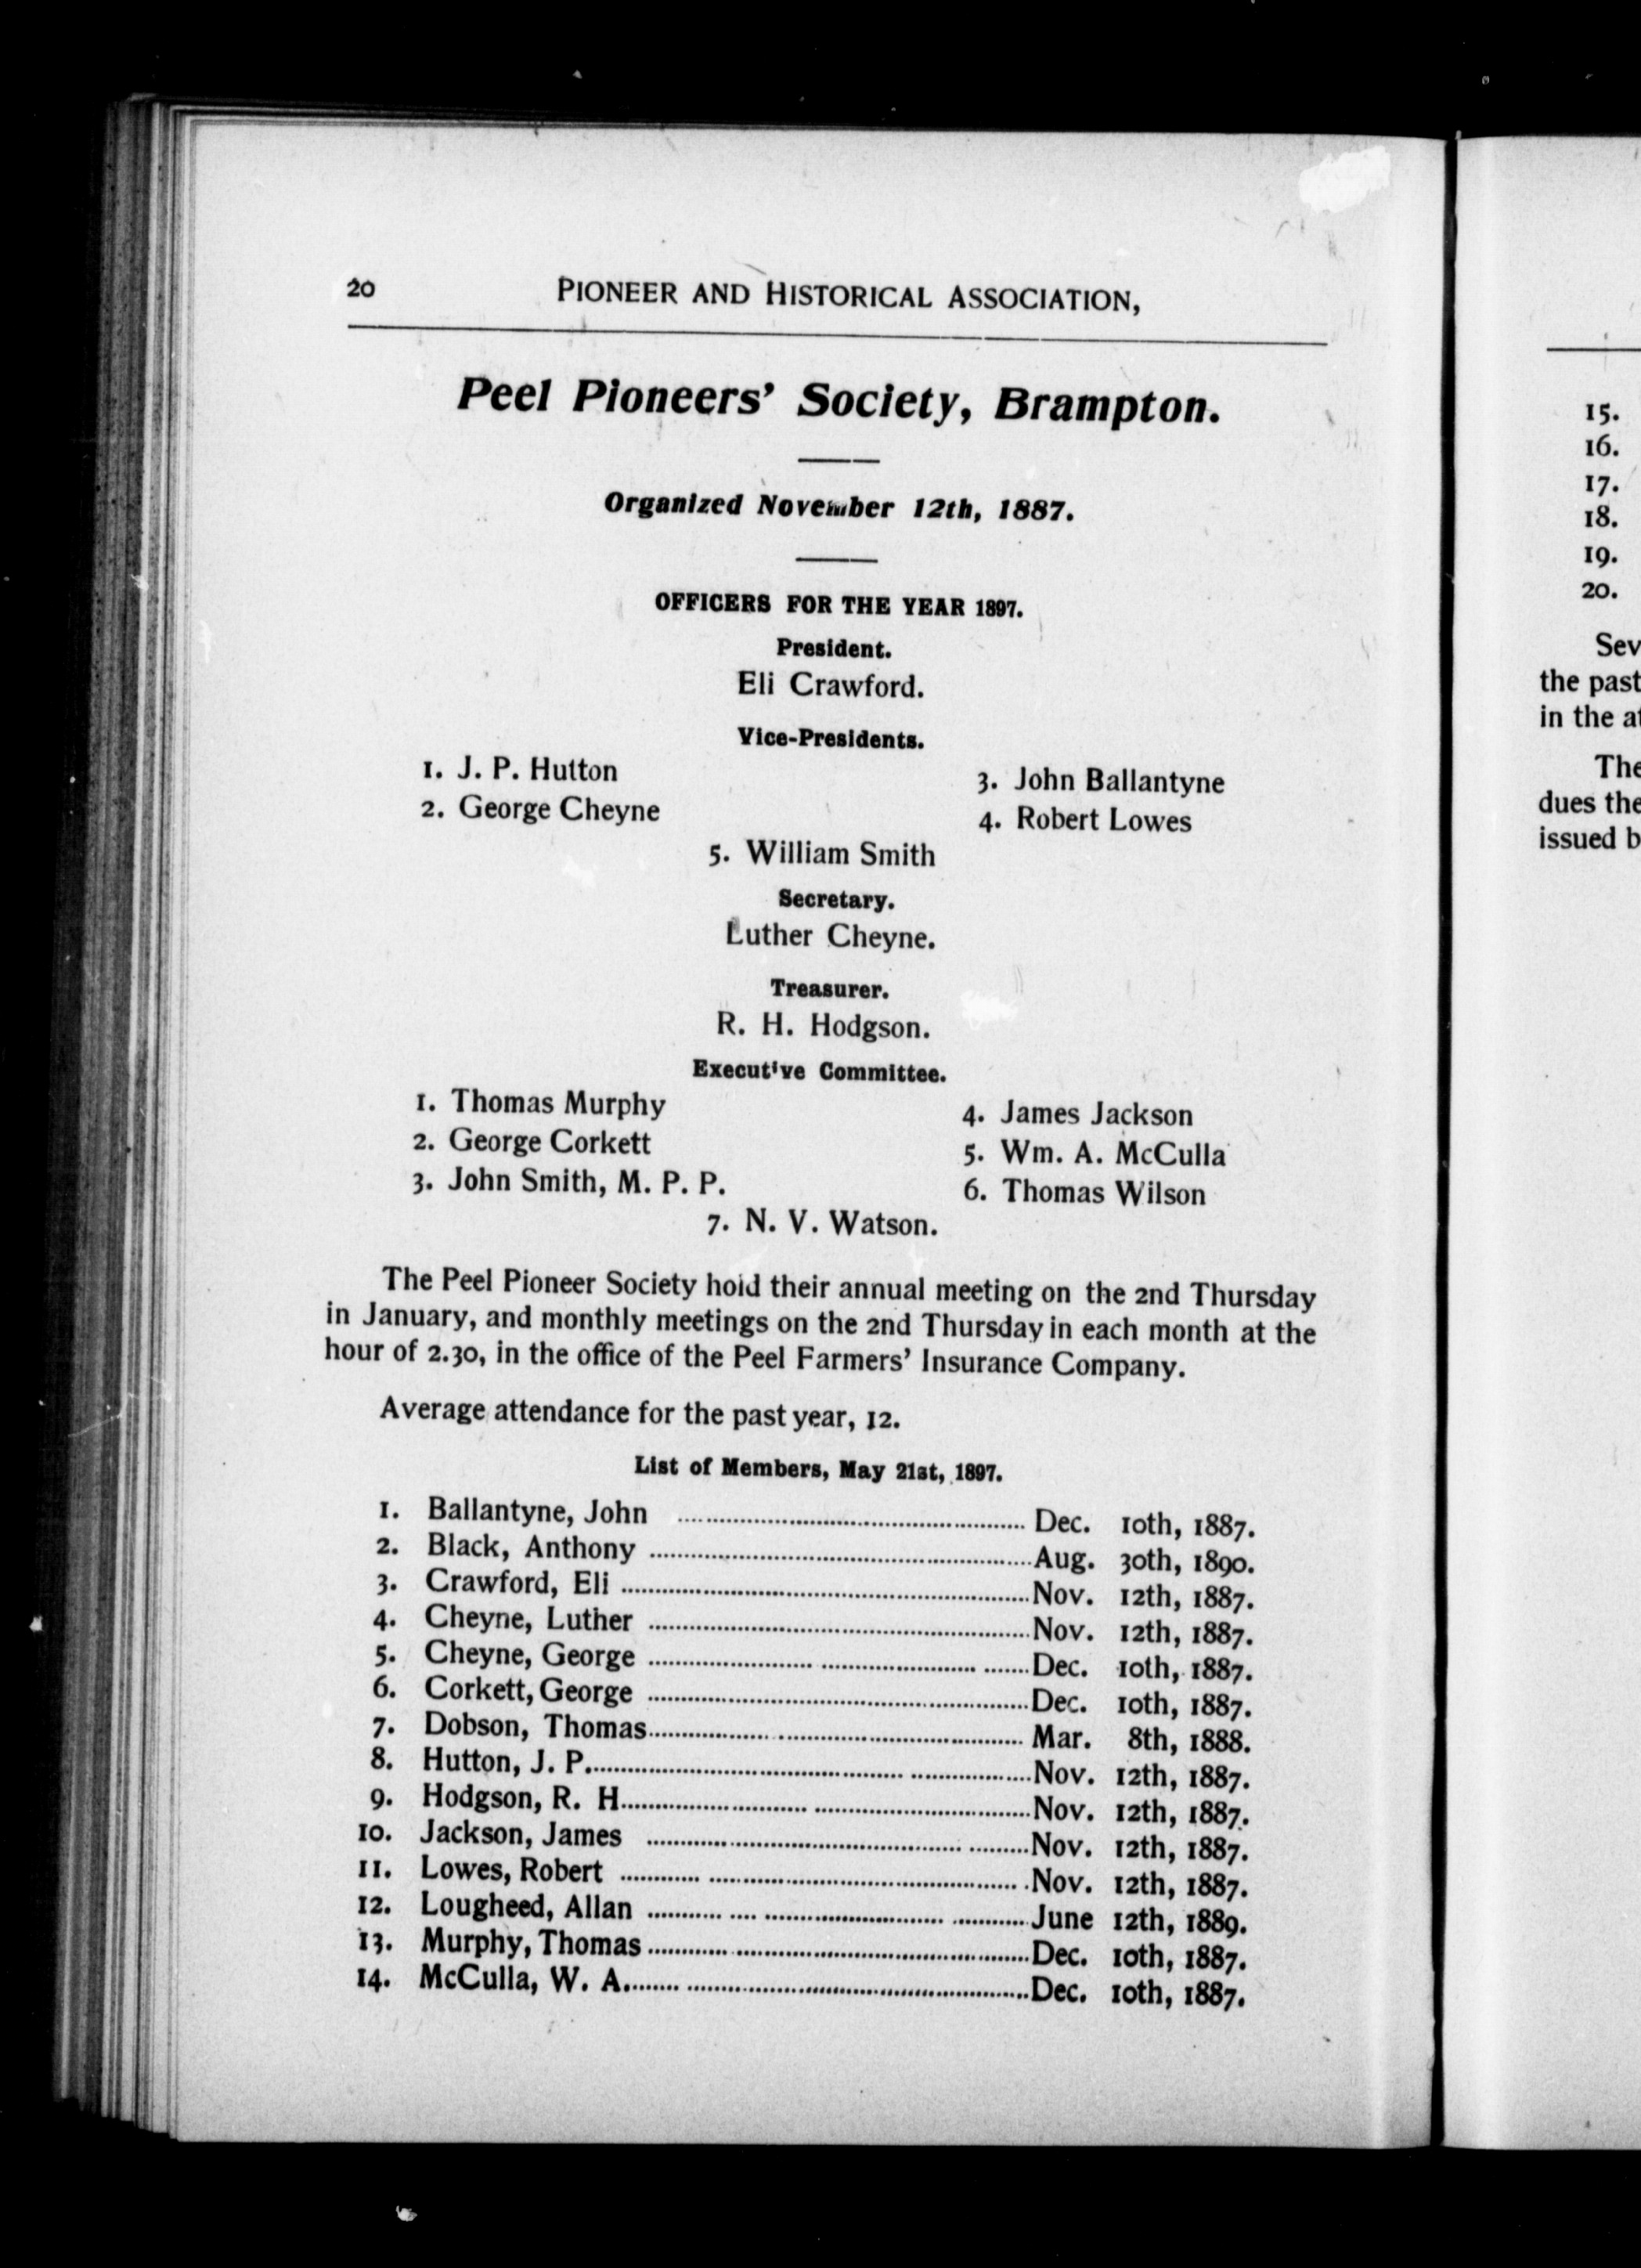 20 PIONEER AND HISTORICAL ASSOCIATION,
Peel Pioneers' Society, Brampton.
Organized November 12th, 1887.
OFFICERS FOR THE YEAR 1897.
President.
Eli Crawford.
Vice-Presidents.
1. J. P. Hutton 3. John Ballantyne
2. George Cheyne 4. Robert Lowes
5. William Smith
Secretary.
Luther Cheyne.
Treasurer.
R. H. Hodgson.
Executive Committee.
1. Thomas Murphy 4. James Jackson
2. George Corkett 5. Wm. A. McCulla
3. John Smith, M. P. P. 6. Thomas Wilson
7. N. V. Watson.
The Peel Pioneer Society hold their annual meeting on the 2nd Thursday
in January, and monthly meetings on the 2nd Thursday in each month at the
hour of 2.30, in the office of the Peel Farmers' Insurance Company.
Average attendance for the past year, 12.
List of Members, May 21st, 1897.
1. Ballantyne, John ........ Dec. 10th, 1887.
2. Black, Anthony ........ Aug. 30th, 1890.
3. Crawford, Eli ........ Nov. 12th, 1887.
4. Cheyne, Luther ........ Nov. 12th, 1887.
5. Cheyne, George ........ Dec. 10th, 1887.
6. Corkett, George ........ Dec. 10th, 1887.
7. Dobson, Thomas ........ Mar. 8th, 1888.
8. Hutton, J. P. ........ Nov. 12th, 1887.
9. Hodgson, R. H. ........ Nov. 12th, 1887.
10. Jackson, James ........ Nov. 12th, 1887.
11. Lowes, Robert ........ Nov. 12th, 1887.
12. Lougheed, Allan ........ June 12th, 1889.
13. Murphy, Thomas ........ Dec. 10th, 1887.
14. McCulla, W. A. ........ Dec. 10th, 1887.
15.
16.
17.
18.
19.
20.
Sev
the past
in the
The
dues the
issued b